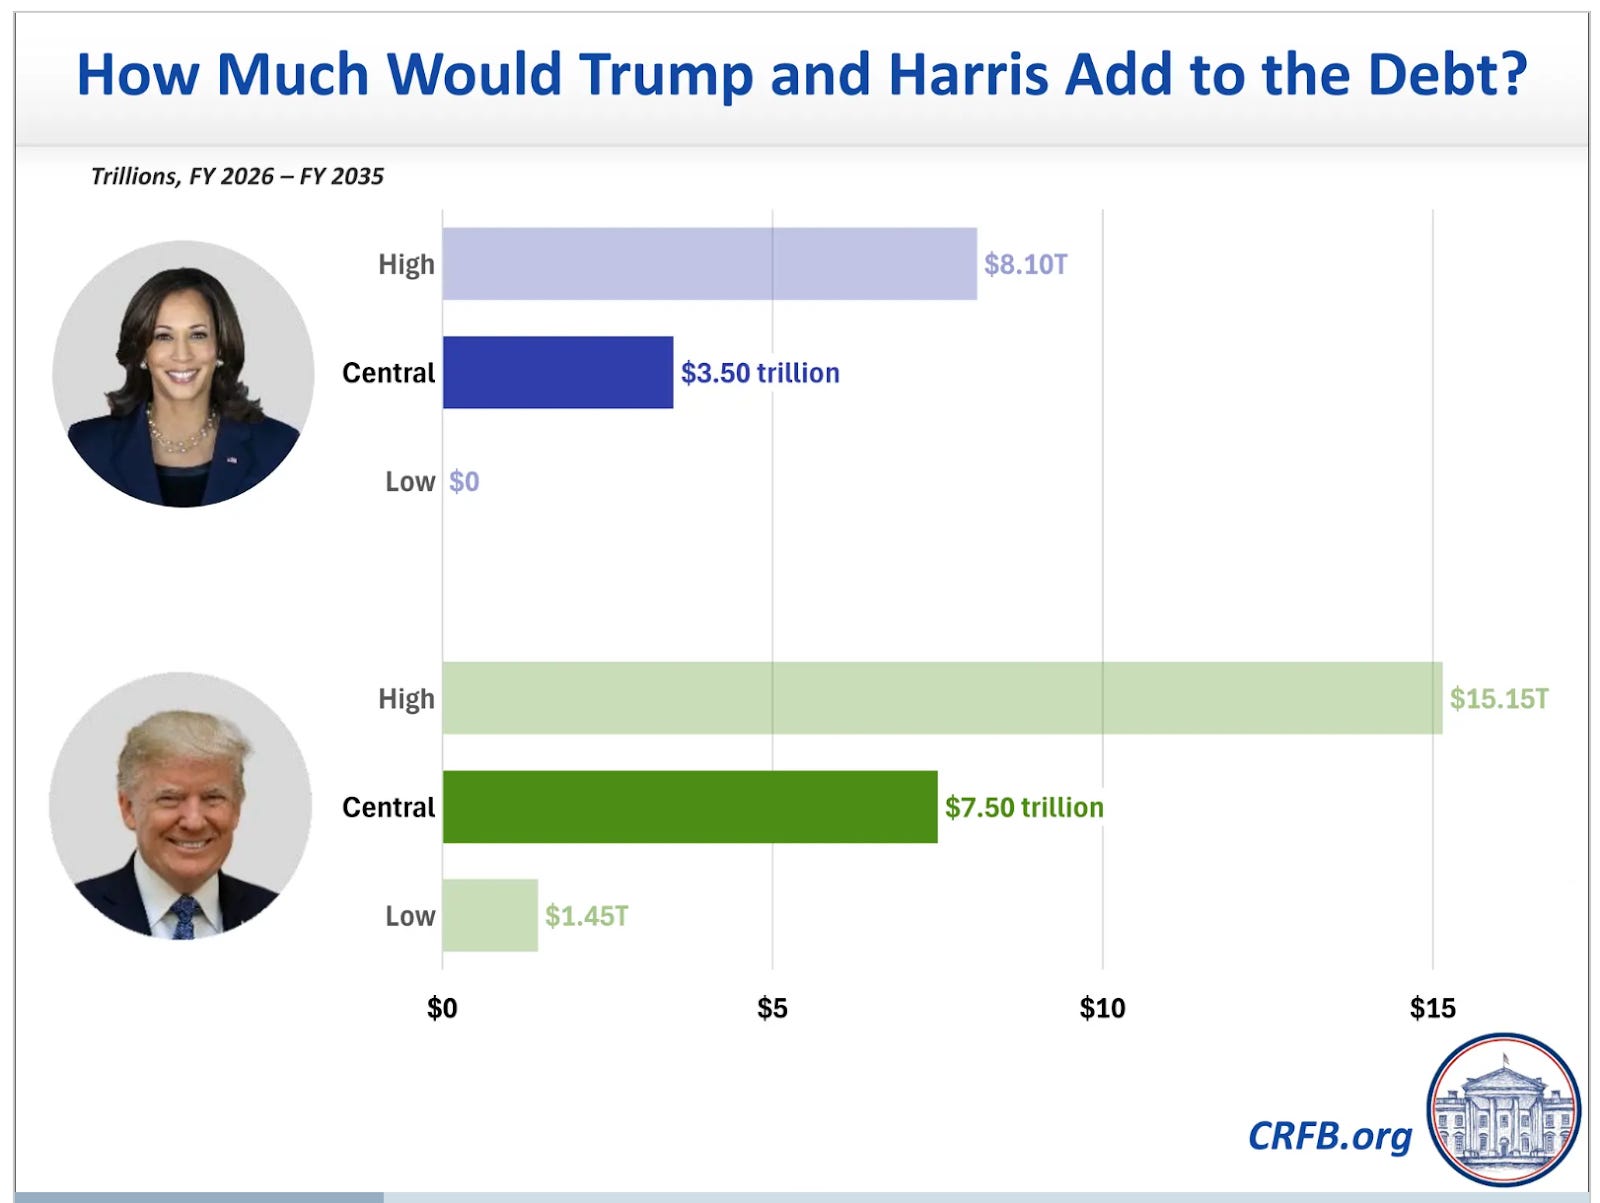 How Much Would Trump and Harris Add to the Debt?
Trillions, FY 2026 – FY 2035
High $8.10T
Central $3.50 trillion
Low $0
High $15.15T
Central $7.50 trillion
Low $1.45T
$0 $5 $10 $15
CRFB.org